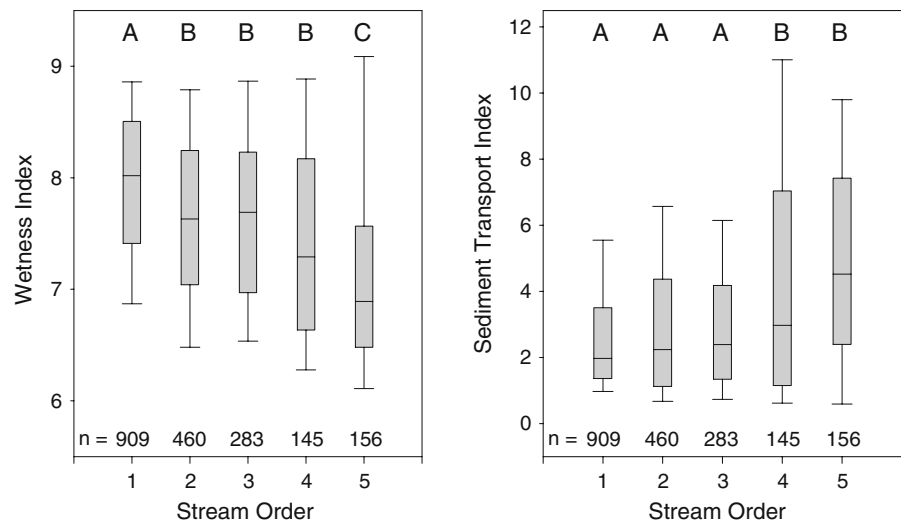 A B B B C
9
8
7
6
Wetness Index
n = 909 460 283 145 156
1 2 3 4 5
Stream Order
A A A B B
12
10
8
6
4
2
0
Sediment Transport Index
n = 909 460 283 145 156
1 2 3 4 5
Stream Order